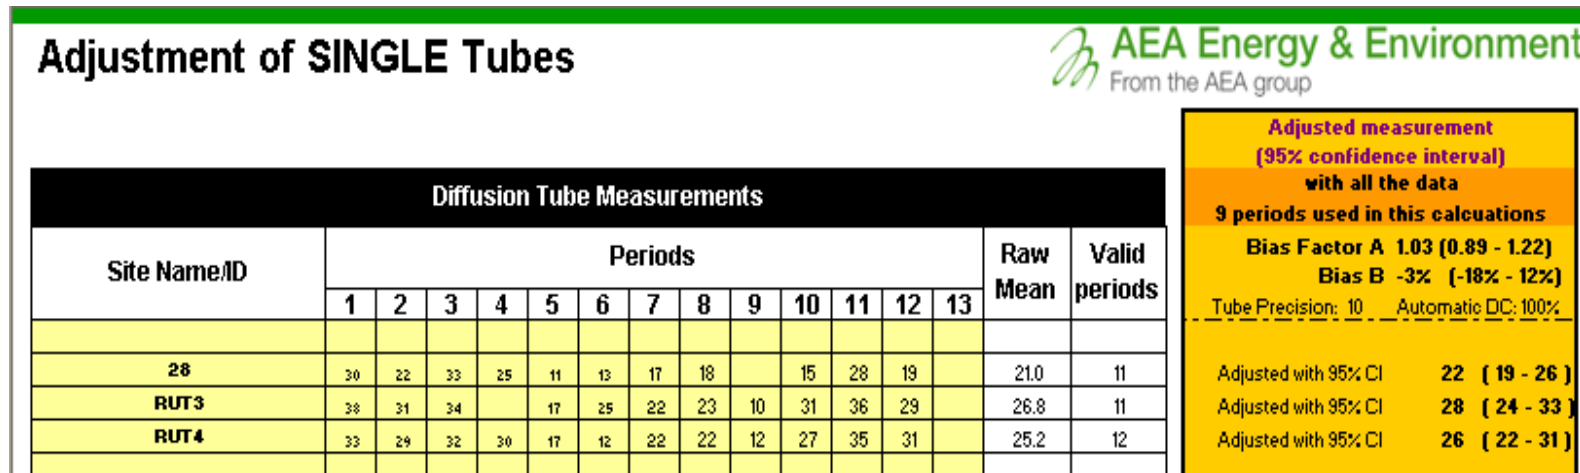 Adjustment of SINGLE Tubes
AEA Energy & Environment
From the AEA group
Adjusted measurement
(95% confidence interval)
with all the data
9 periods used in this calcuations
Bias Factor A 1.03 (0.89 - 1.22)
Bias B -3% (-18% - 12%)
Tube Precision: 10 Automatic DC: 100%
Diffusion Tube Measurements
Site Name/ID Periods Raw Mean Valid periods
1 2 3 4 5 6 7 8 9 10 11 12 13
28 30 22 33 25 11 13 17 18 15 28 19 21.0 11 Adjusted with 95% CI 22 (19 - 26)
RUT3 38 31 34 17 25 22 23 10 31 36 29 26.8 11 Adjusted with 95% CI 28 (24 - 33)
RUT4 33 29 32 30 17 12 22 22 12 27 35 31 25.2 12 Adjusted with 95% CI 26 (22 - 31)